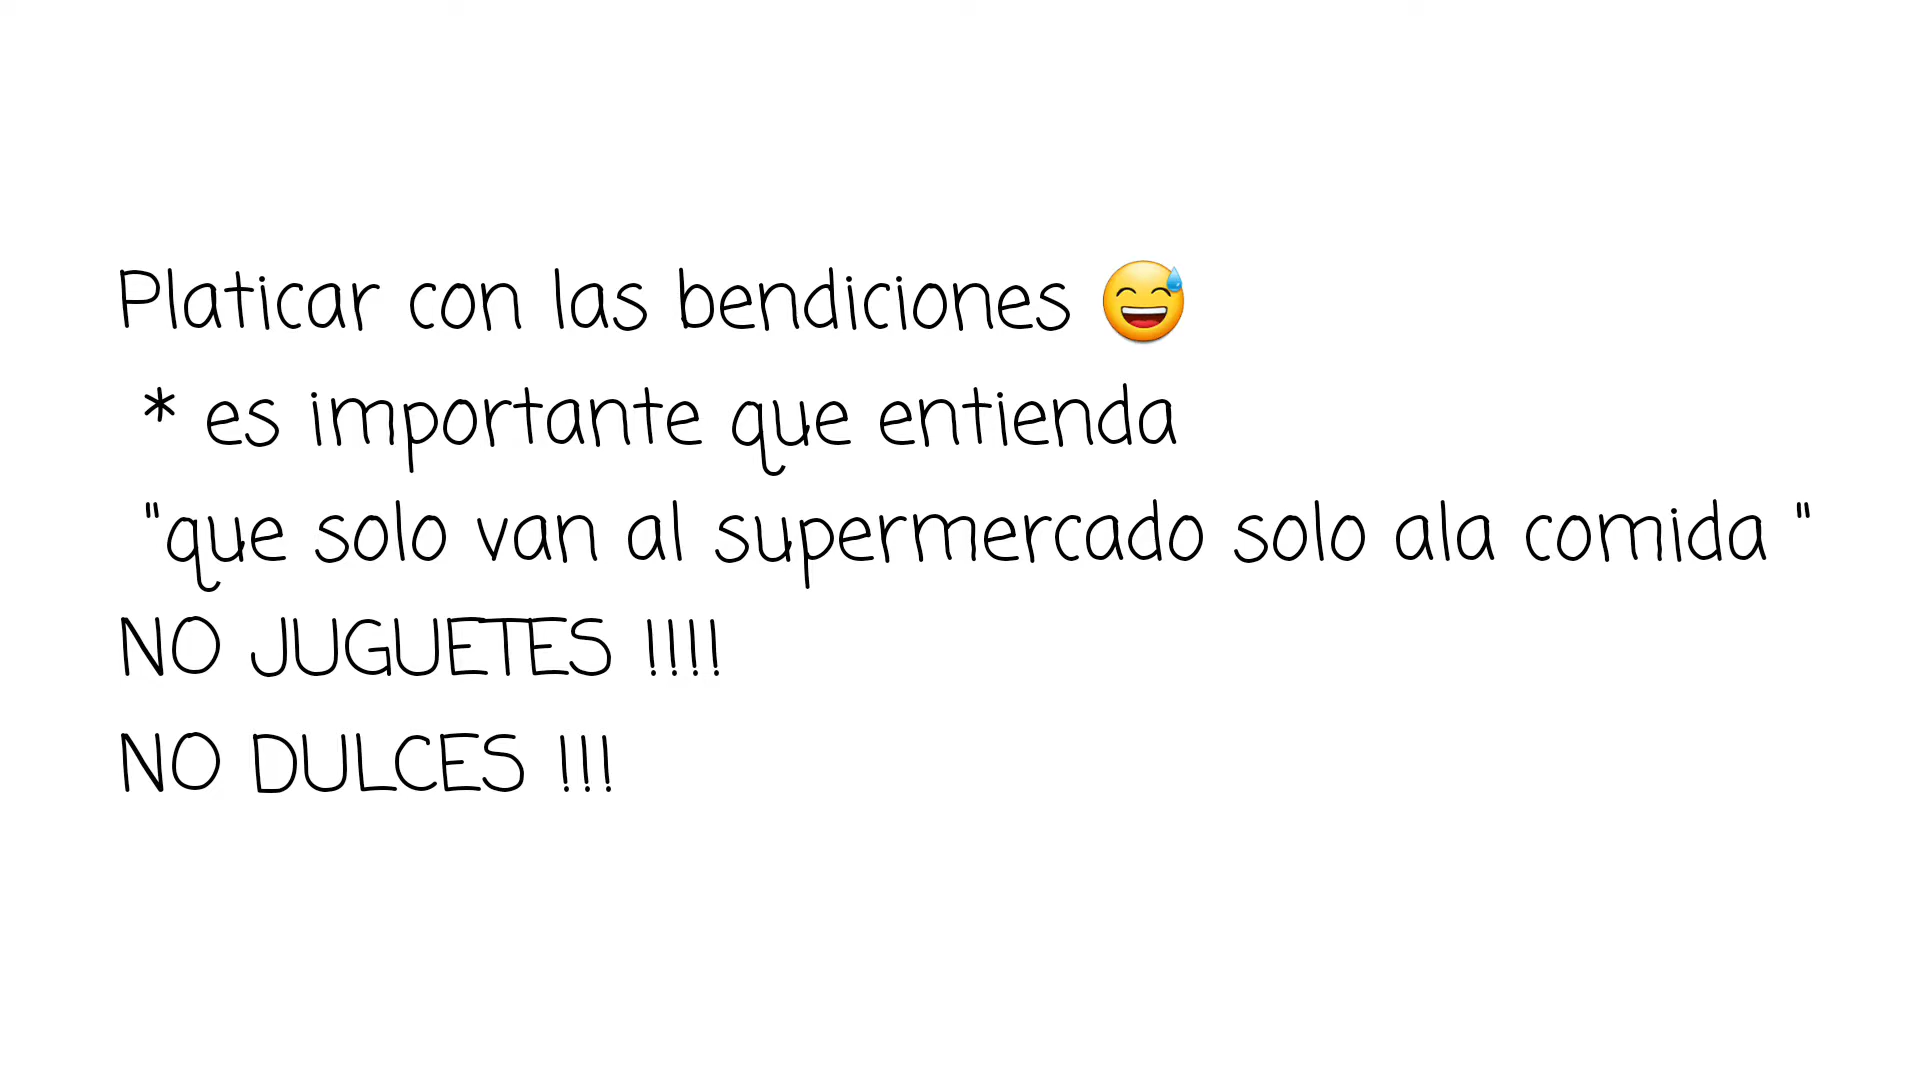 Platicar con las bendiciones 😅
* es importante que entienda
"que solo van al supermercado solo ala comida "
NO JUGUETES !!!!
NO DULCES !!!